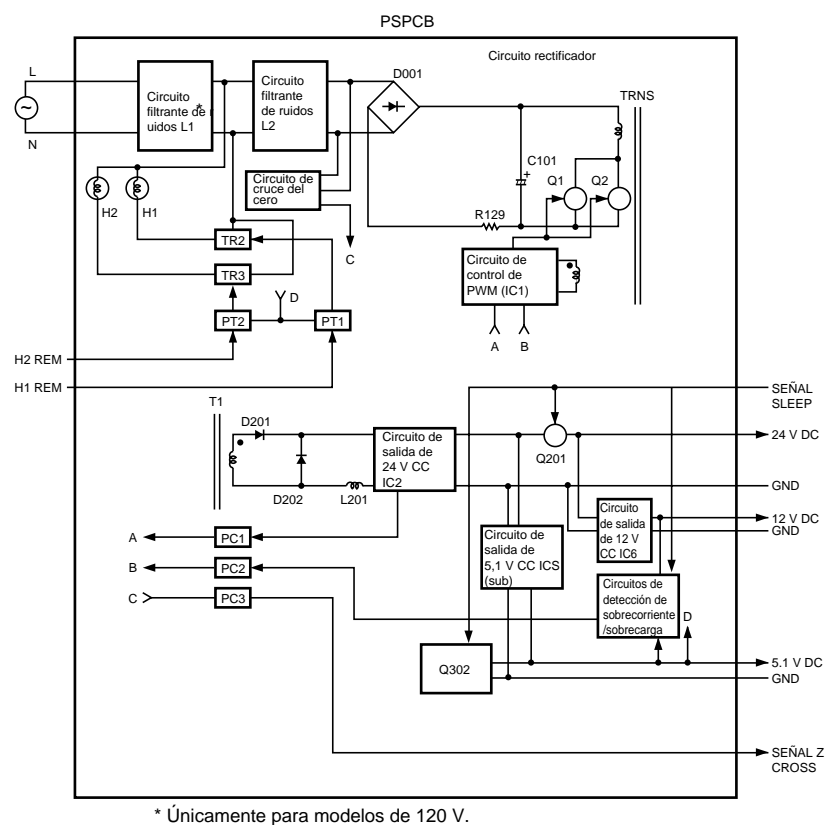 PSPCB
Circuito rectificador
L
N
Circuito
filtrante de r
uidos L1
*
Circuito
filtrante
de ruidos
L2
D001
TRNS
C101
+
Q1
Q2
R129
Circuito de
cruce del
cero
C
H2
H1
TR2
TR3
D
PT2
PT1
Circuito de
control de
PWM (IC1)
A
B
H2 REM
H1 REM
SEÑAL
SLEEP
T1
D201
D202
L201
Circuito de
salida de
24 V CC
IC2
Q201
24 V DC
GND
Circuito
de salida
de 12 V
CC IC6
12 V DC
GND
Circuito de
salida de
5,1 V CC ICS
(sub)
A
PC1
B
PC2
C
PC3
Circuitos de
detección de
sobrecorriente
/sobrecarga
D
Q302
5.1 V DC
GND
SEÑAL Z
CROSS
* Únicamente para modelos de 120 V.